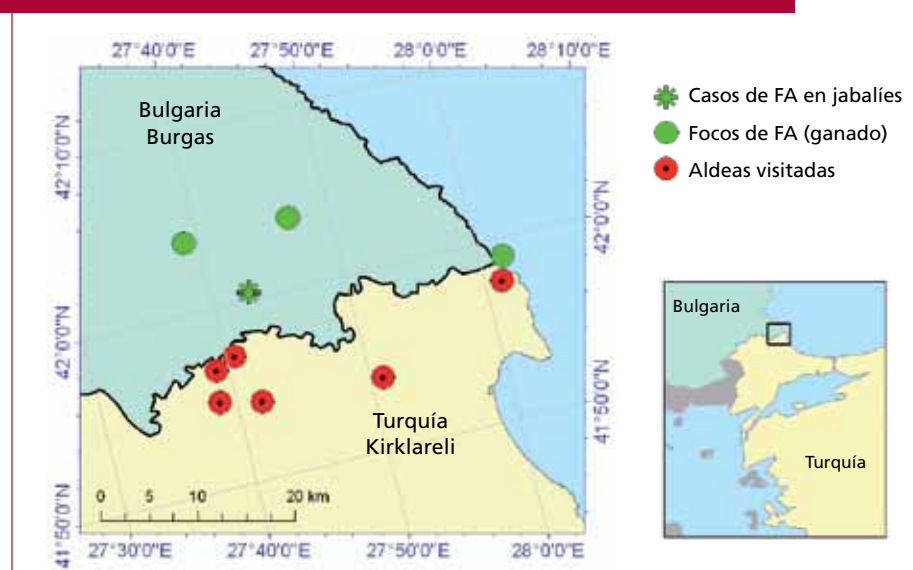 27°40'0"E 27°50'0"E 28°0'0"E 28°10'0"E
42°10'0"N
42°0'0"N
41°50'0"N
42°0'0"N
41°50'0"N
Bulgaria
Burgas
Turquía
Kirklareli
0 5 10 20 km
27°30'0"E 27°40'0"E 27°50'0"E 28°0'0"E
Casos de FA en jabalíes
Focos de FA (ganado)
Aldeas visitadas
Bulgaria
Turquía